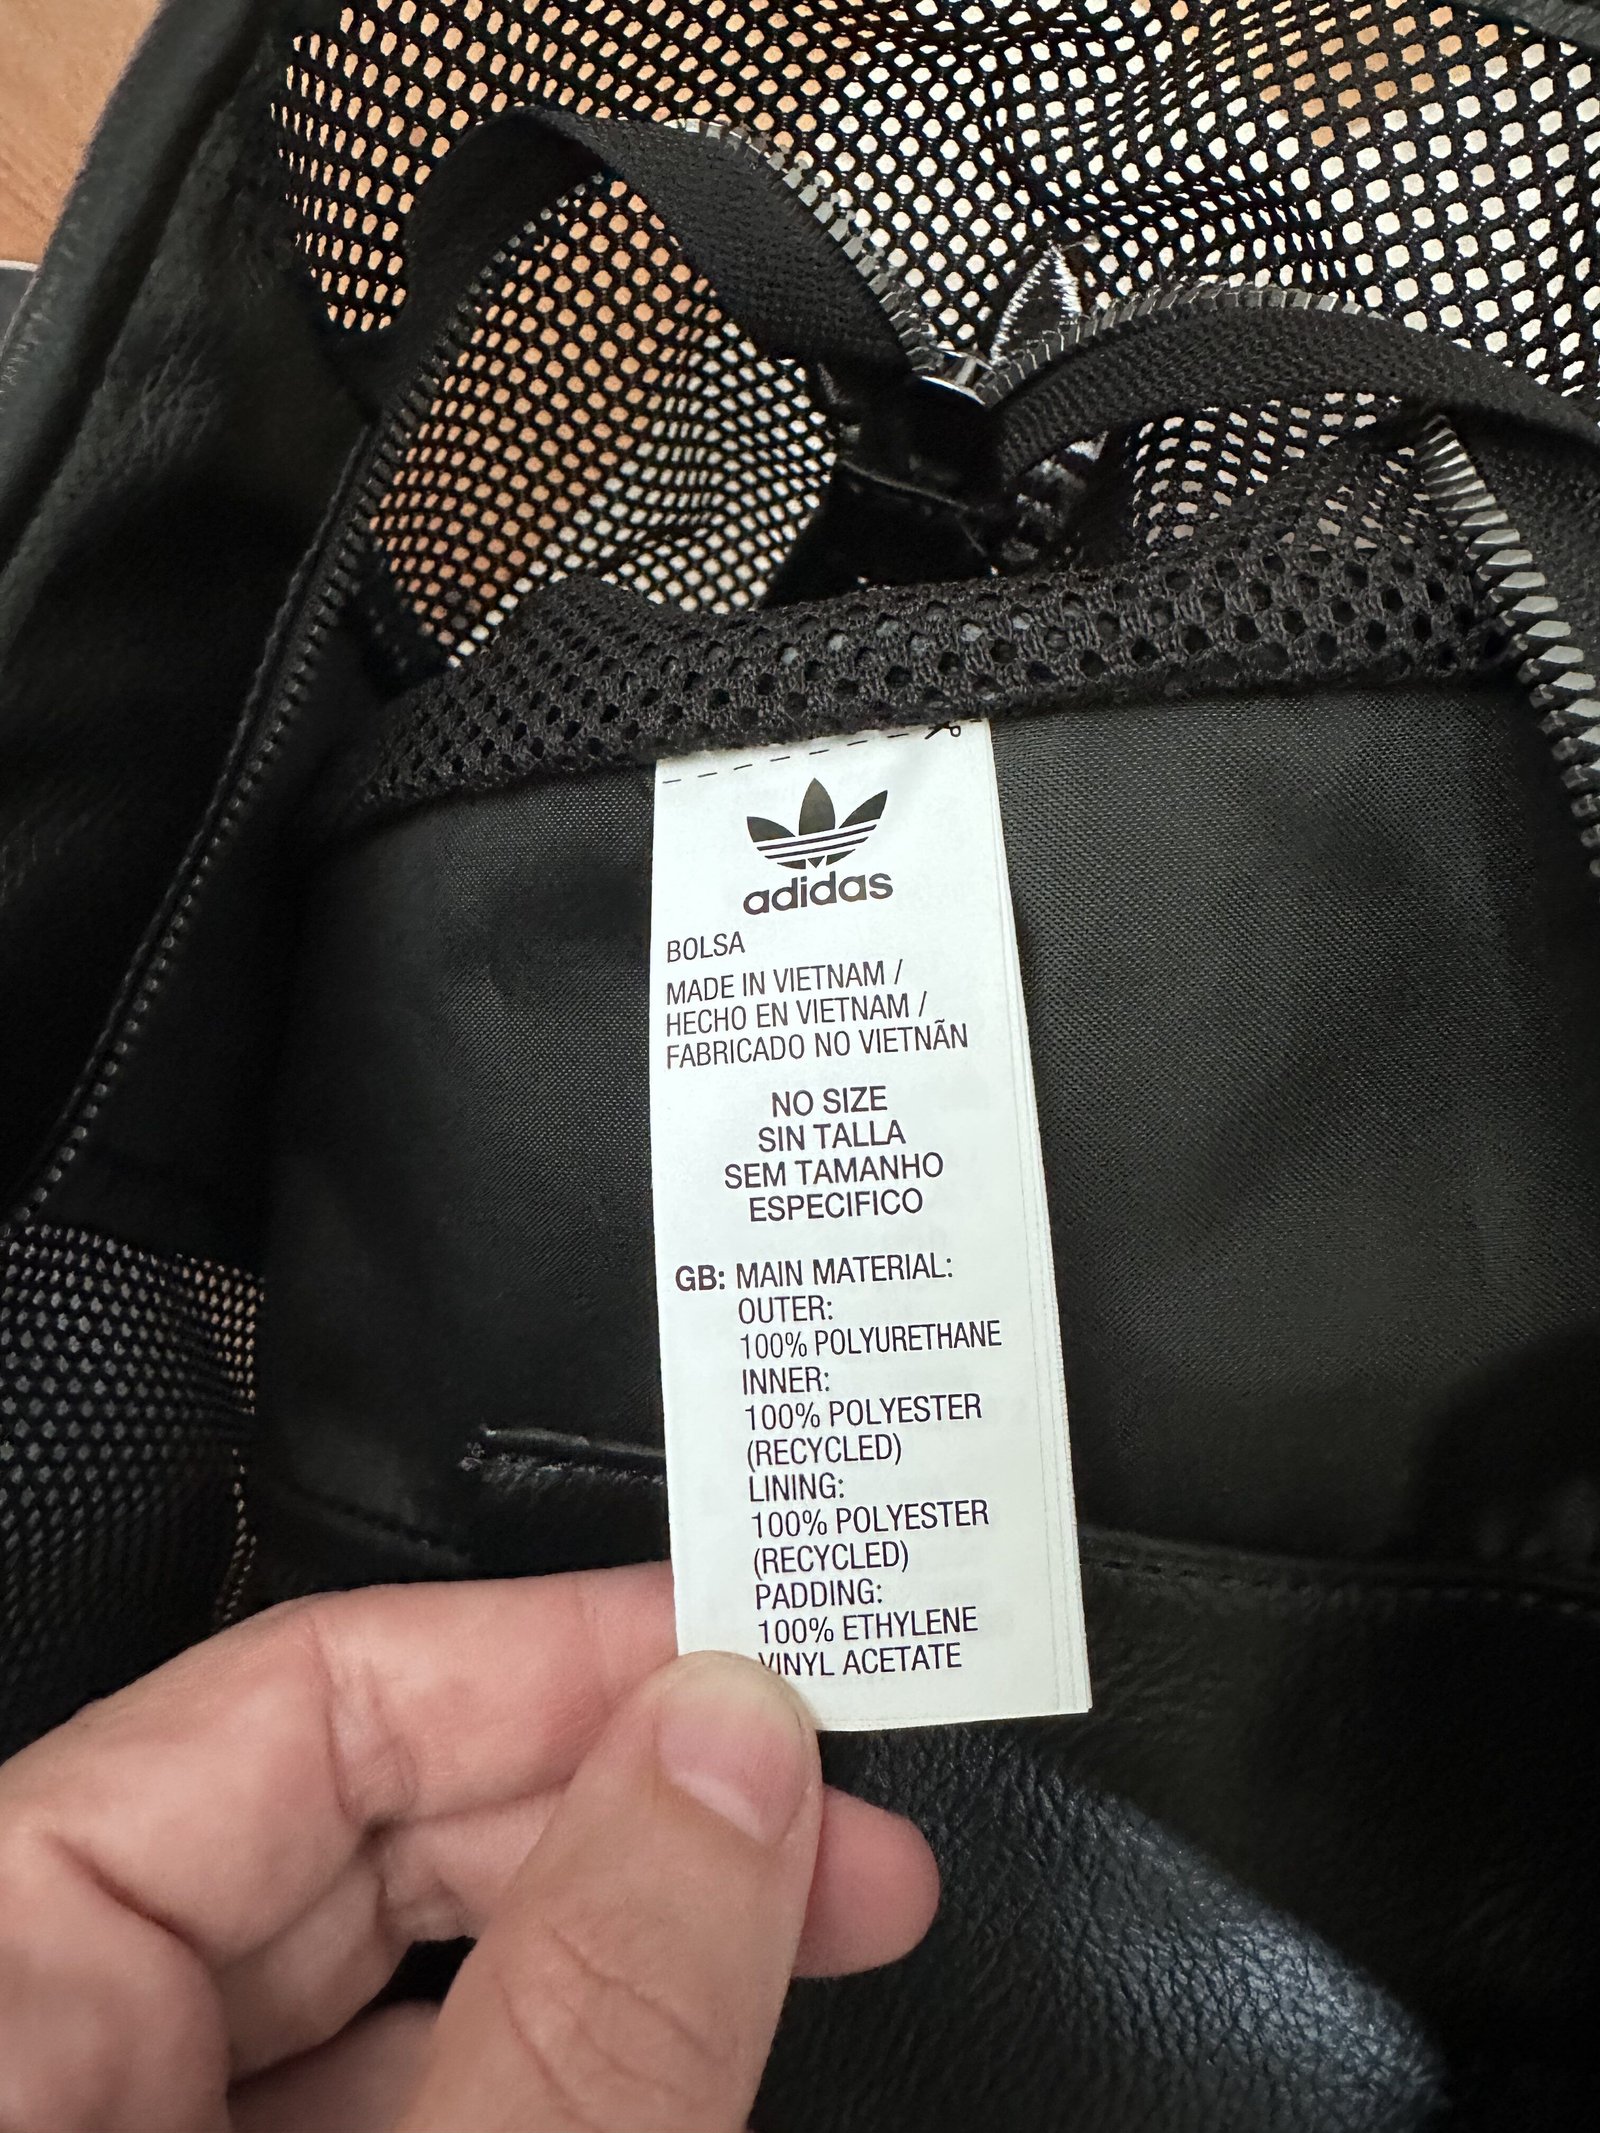 adidas
BOLSA
MADE IN VIETNAM /
HECHO EN VIETNAM /
FABRICADO NO VIETNÃN
NO SIZE
SIN TALLA
SEM TAMANHO
ESPECIFICO
GB: MAIN MATERIAL:
OUTER:
100% POLYURETHANE
INNER:
100% POLYESTER
(RECYCLED)
LINING:
100% POLYESTER
(RECYCLED)
PADDING:
100% ETHYLENE
VINYL ACETATE